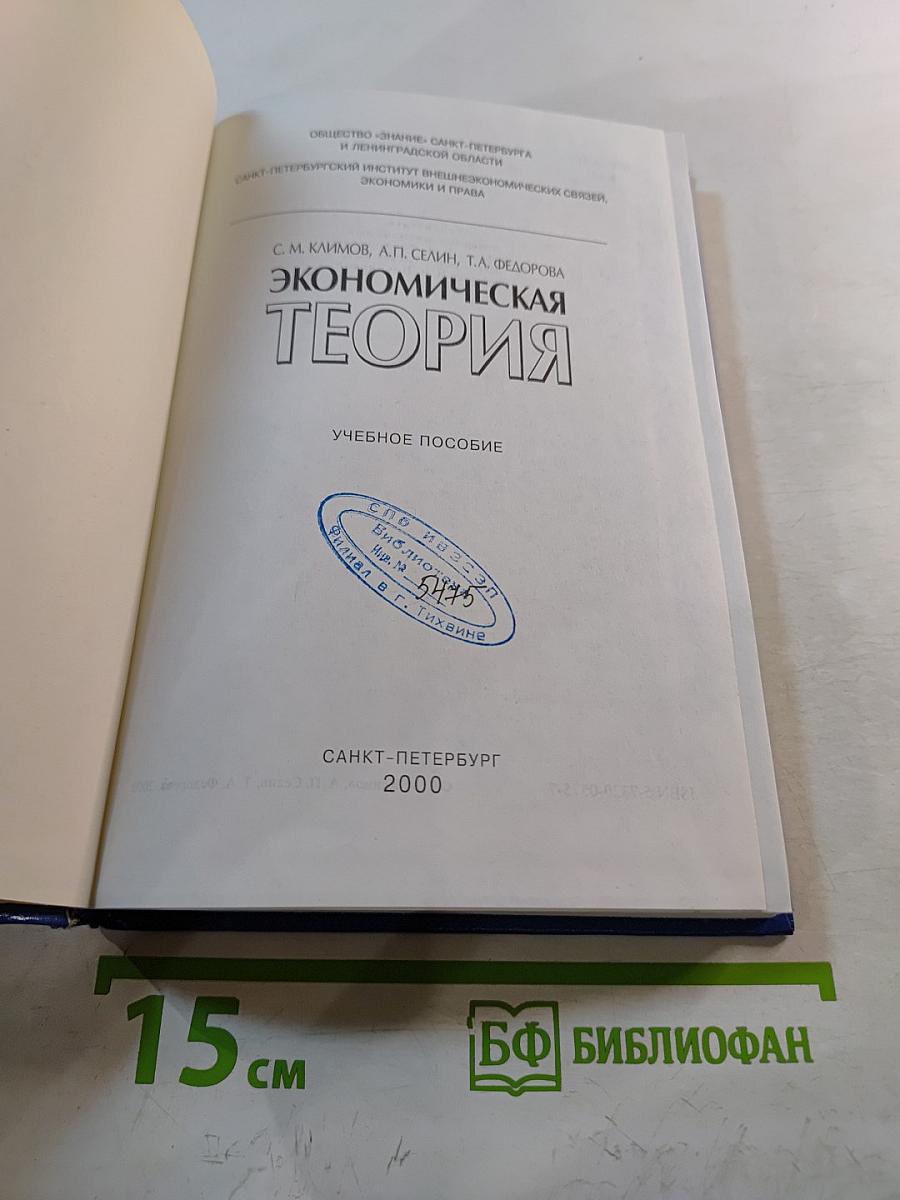 ОБЩЕСТВО «ЗНАНИЕ» САНКТ-ПЕТЕРБУРГА
И ЛЕНИНГРАДСКОЙ ОБЛАСТИ
САНКТ-ПЕТЕРБУРГСКИЙ ИНСТИТУТ ВНЕШНЕЭКОНОМИЧЕСКИХ СВЯЗЕЙ,
ЭКОНОМИКИ И ПРАВА
С. М. КЛИМОВ, А.П. СЕЛИН, Т.А. ФЕДОРОВА
ЭКОНОМИЧЕСКАЯ
ТЕОРИЯ
УЧЕБНОЕ ПОСОБИЕ
СПб ИВЭСЭП
Библиотека
Инв. №
5475
Филиал в г. Тихвине
САНКТ-ПЕТЕРБУРГ
2000
15 см
БФ БИБЛИОФАН